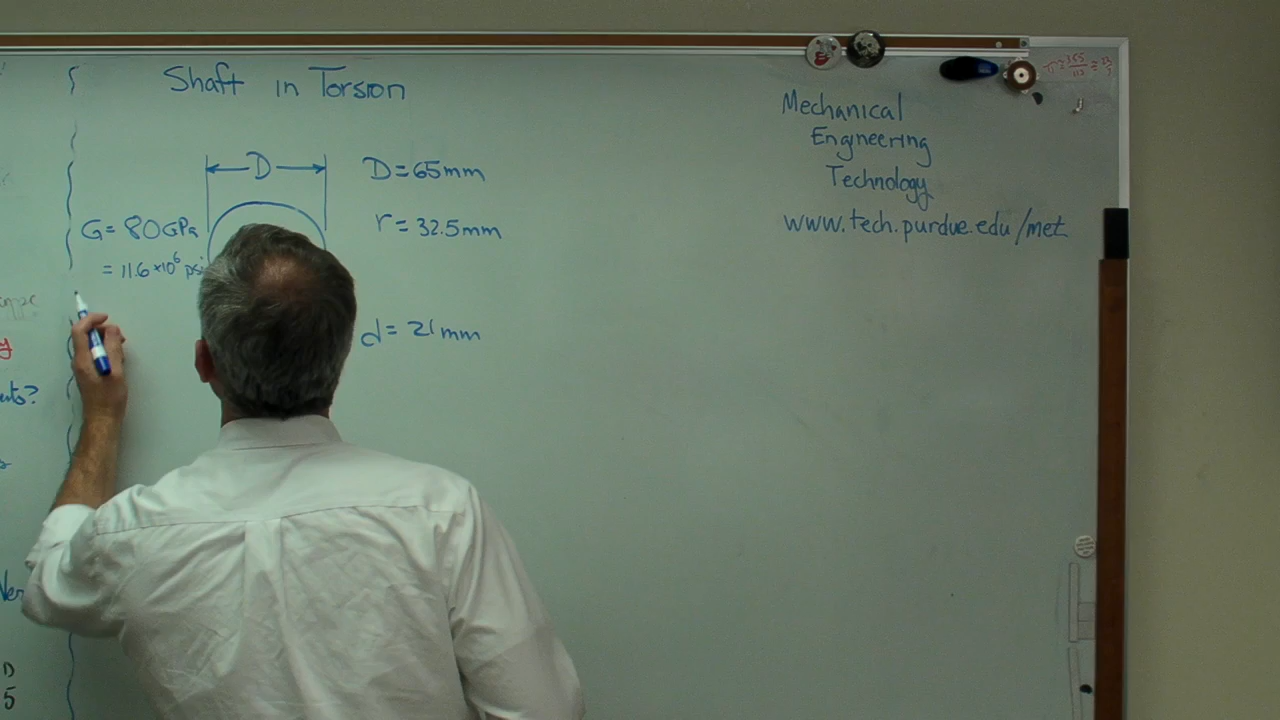 Shaft in Torsion
D
D = 65mm
G = 80GPa
r = 32.5mm
= 11.6 × 10⁶ psi
d = 21mm
Mechanical
Engineering
Technology
www.tech.purdue.edu/met
D
5